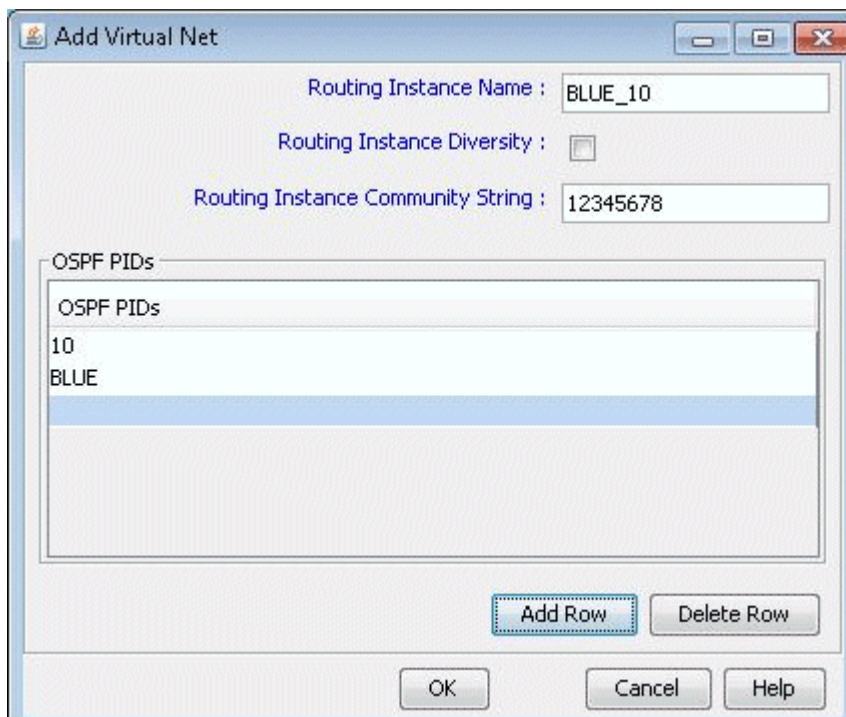 Add Virtual Net
Routing Instance Name : BLUE_10
Routing Instance Diversity :
Routing Instance Community String : 12345678
OSPF PIDs
OSPF PIDs
10
BLUE
Add Row Delete Row
OK Cancel Help